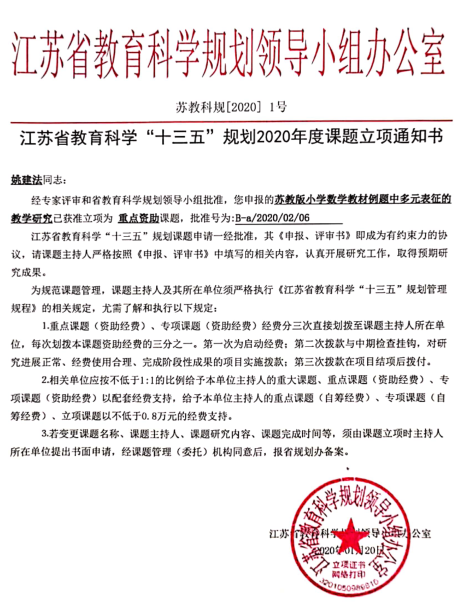 江苏省教育科学规划领导小组办公室
苏教科规[2020] 1号
江苏省教育科学“十三五”规划2020年度课题立项通知书
姚建法同志：
经专家评审和省教育科学规划领导小组批准，您申报的苏教版小学数学教材例题中多元表征的
教学研究已获准立项为 重点资助课题，批准号为:B-a/2020/02/06
江苏省教育科学“十三五”规划课题申请一经批准，其《申报、评审书》即成为有约束力的协
议，请课题主持人严格按照《申报、评审书》中填写的相关内容，认真开展研究工作，取得预期研
究成果。
为规范课题管理，课题主持人及其所在单位须严格执行《江苏省教育科学“十三五”规划管理
规程》的相关规定，尤需了解和执行以下规定：
1.重点课题（资助经费）、专项课题（资助经费）经费分三次直接划拨至课题主持人所在单
位，每次划拨本课题资助经费的三分之一。第一次为启动经费；第二次拨款与中期检查挂钩，对研
究进展正常、经费使用合理、完成阶段性成果的项目实施拨款；第三次拨款在项目结项后拨付。
2.相关单位应按不低于1:1的比例给予本单位主持人的重大课题、重点课题（资助经费）、专
项课题（资助经费）以配套经费支持，给予本单位主持人的重点课题（自筹经费）、专项课题（自
筹经费）、立项课题以不低于0.8万元的经费支持。
3.若变更课题名称、课题主持人、课题研究内容、课题完成时间等，须由课题立项时主持人
所在单位提出书面申请，经课题管理（委托）机构同意后，报省规划办备案。
江苏省教育科学规划领导小组办公室
2020年01月20日
江苏省教育科学规划领导小组办公室
立项证书
网络打印